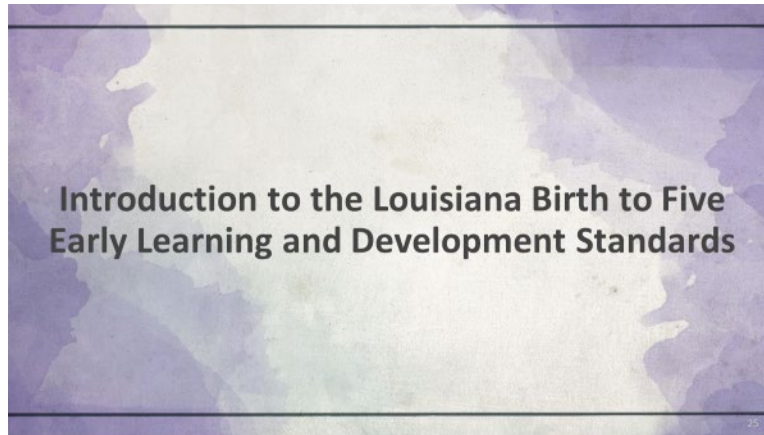 Introduction to the Louisiana Birth to Five
Early Learning and Development Standards
25